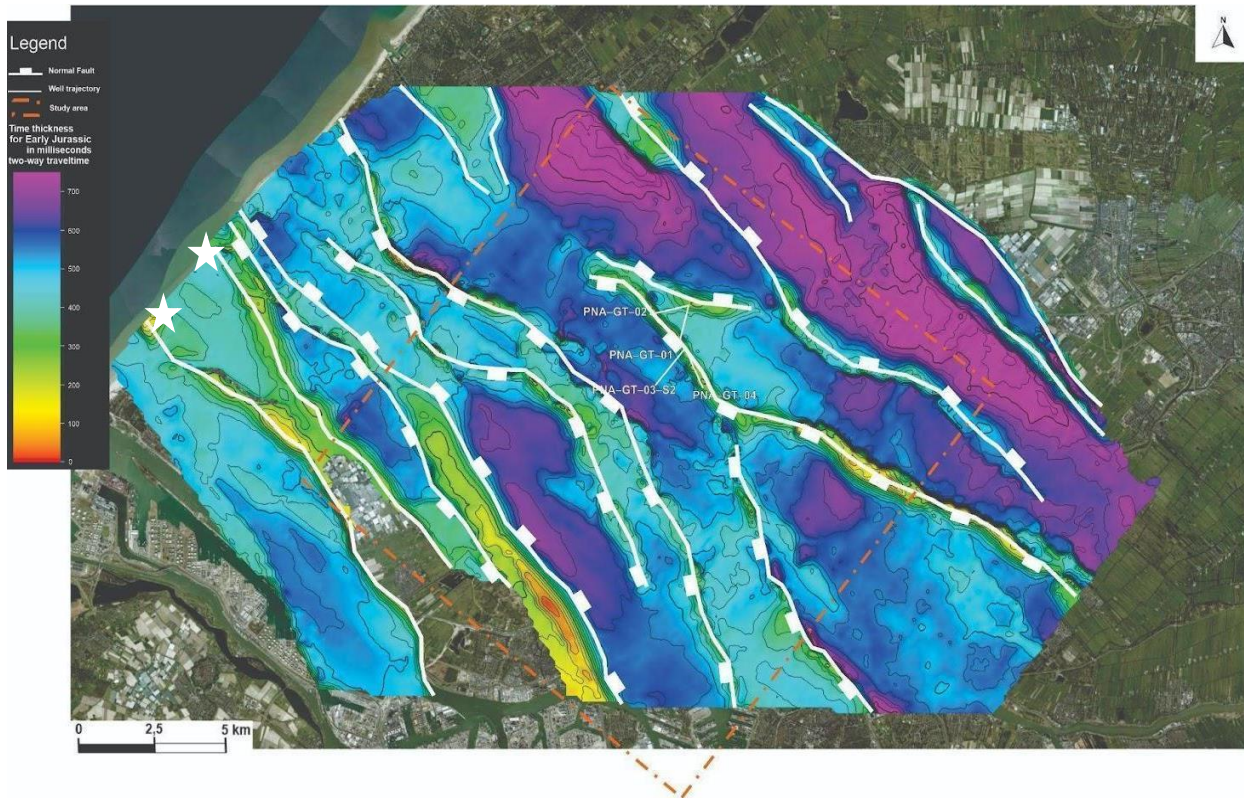 N
Legend
Normal Fault
Well trajectory
Study area
Time thickness
for Early Jurassic
in milliseconds
two-way traveltime
700
600
500
400
300
200
100
0
PNA-GT-02
PNA-GT-01
PNA-GT-03-S2
PNA-GT-04
0
2,5
5 km